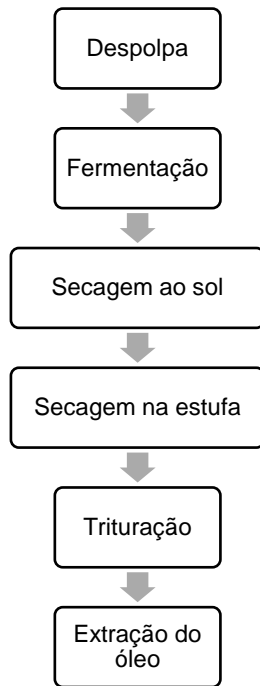 Despolpa
Fermentação
Secagem ao sol
Secagem na estufa
Trituração
Extração do
óleo